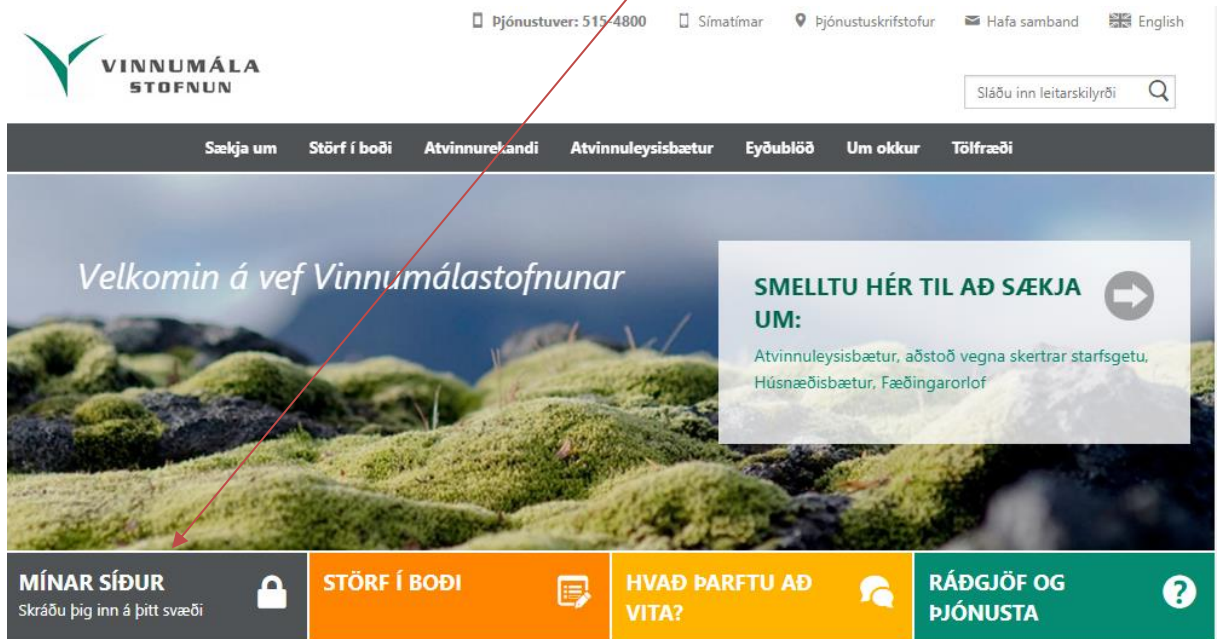 Þjónustuver: 515-4800 Símatímar Þjónustuskrifstofur Hafa samband English
VINNUMÁLA
STOFNUN
Sláðu inn leitarskilyrði
Sækja um Störf í boði Atvinnurekandi Atvinnuleysisbætur Eyðublöð Um okkur Tölfræði
Velkomin á vef Vinnumálastofnunar
SMELLTU HÉR TIL AÐ SÆKJA
UM:
Atvinnuleysisbætur, aðstoð vegna skertrar starfsgetu,
Húsnæðisbætur, Fæðingarorlof
MÍNAR SÍÐUR
Skráðu þig inn á þitt svæði
STÖRF Í BOÐI
HVAÐ ÞARFTU AÐ
VITA?
RÁÐGJÖF OG
ÞJÓNUSTA